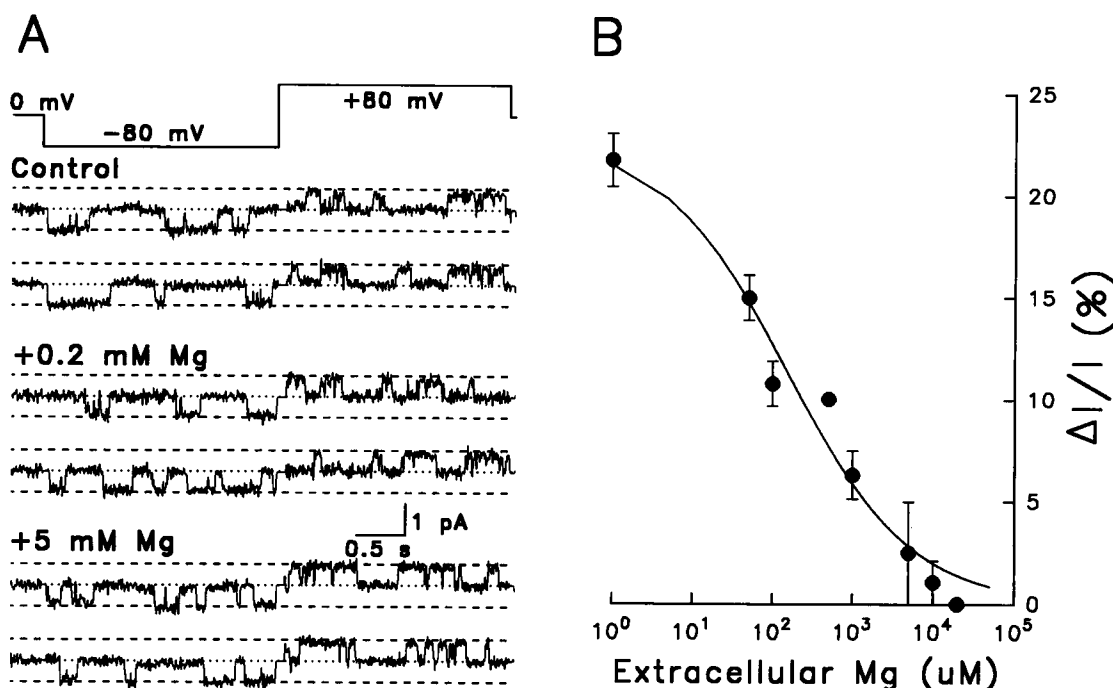 A
0 mV
−80 mV
+80 mV
Control
+0.2 mM Mg
+5 mM Mg
1 pA
0.5 s
B
25
20
15
10
5
0
ΔI/I (%)
10⁰ 10¹ 10² 10³ 10⁴ 10⁵
Extracellular Mg (uM)